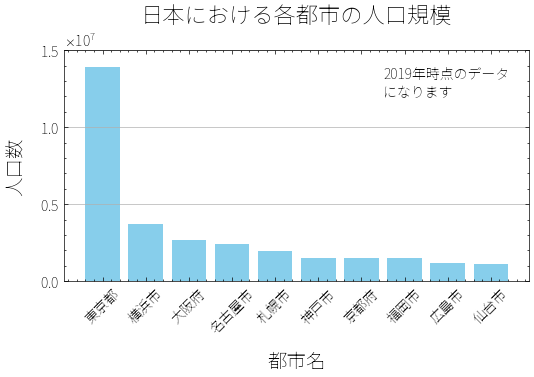 日本における各都市の人口規模
×10⁷
1.5
1.0
0.5
0.0
人口数
2019年時点のデータ
になります
東京都
横浜市
大阪府
名古屋市
札幌市
神戸市
京都府
福岡市
広島市
仙台市
都市名